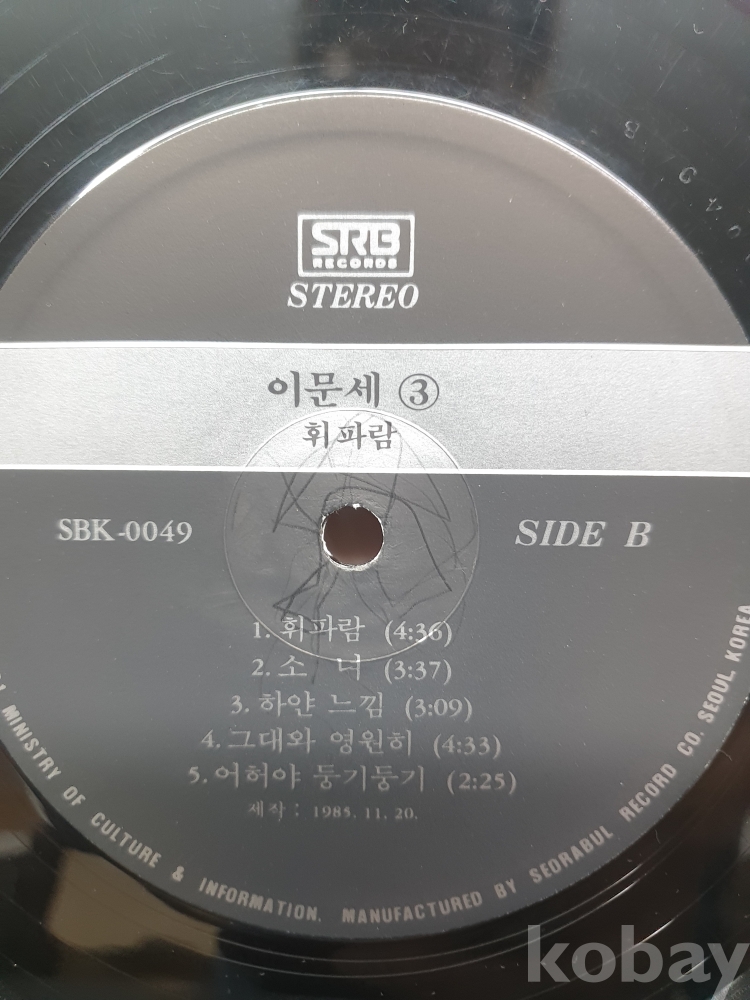 SRB
RECORDS
STEREO
이문세 ③
휘파람
SBK-0049
SIDE B
1. 휘파람 (4:36)
2. 소 녀 (3:37)
3. 하얀 느낌 (3:09)
4. 그대와 영원히 (4:33)
5. 어허야 둥기둥기 (2:25)
제작 : 1985. 11. 20.
MINISTRY OF CULTURE & INFORMATION. MANUFACTURED BY SEORABUL RECORD CO. SEOUL KOREA
kobay